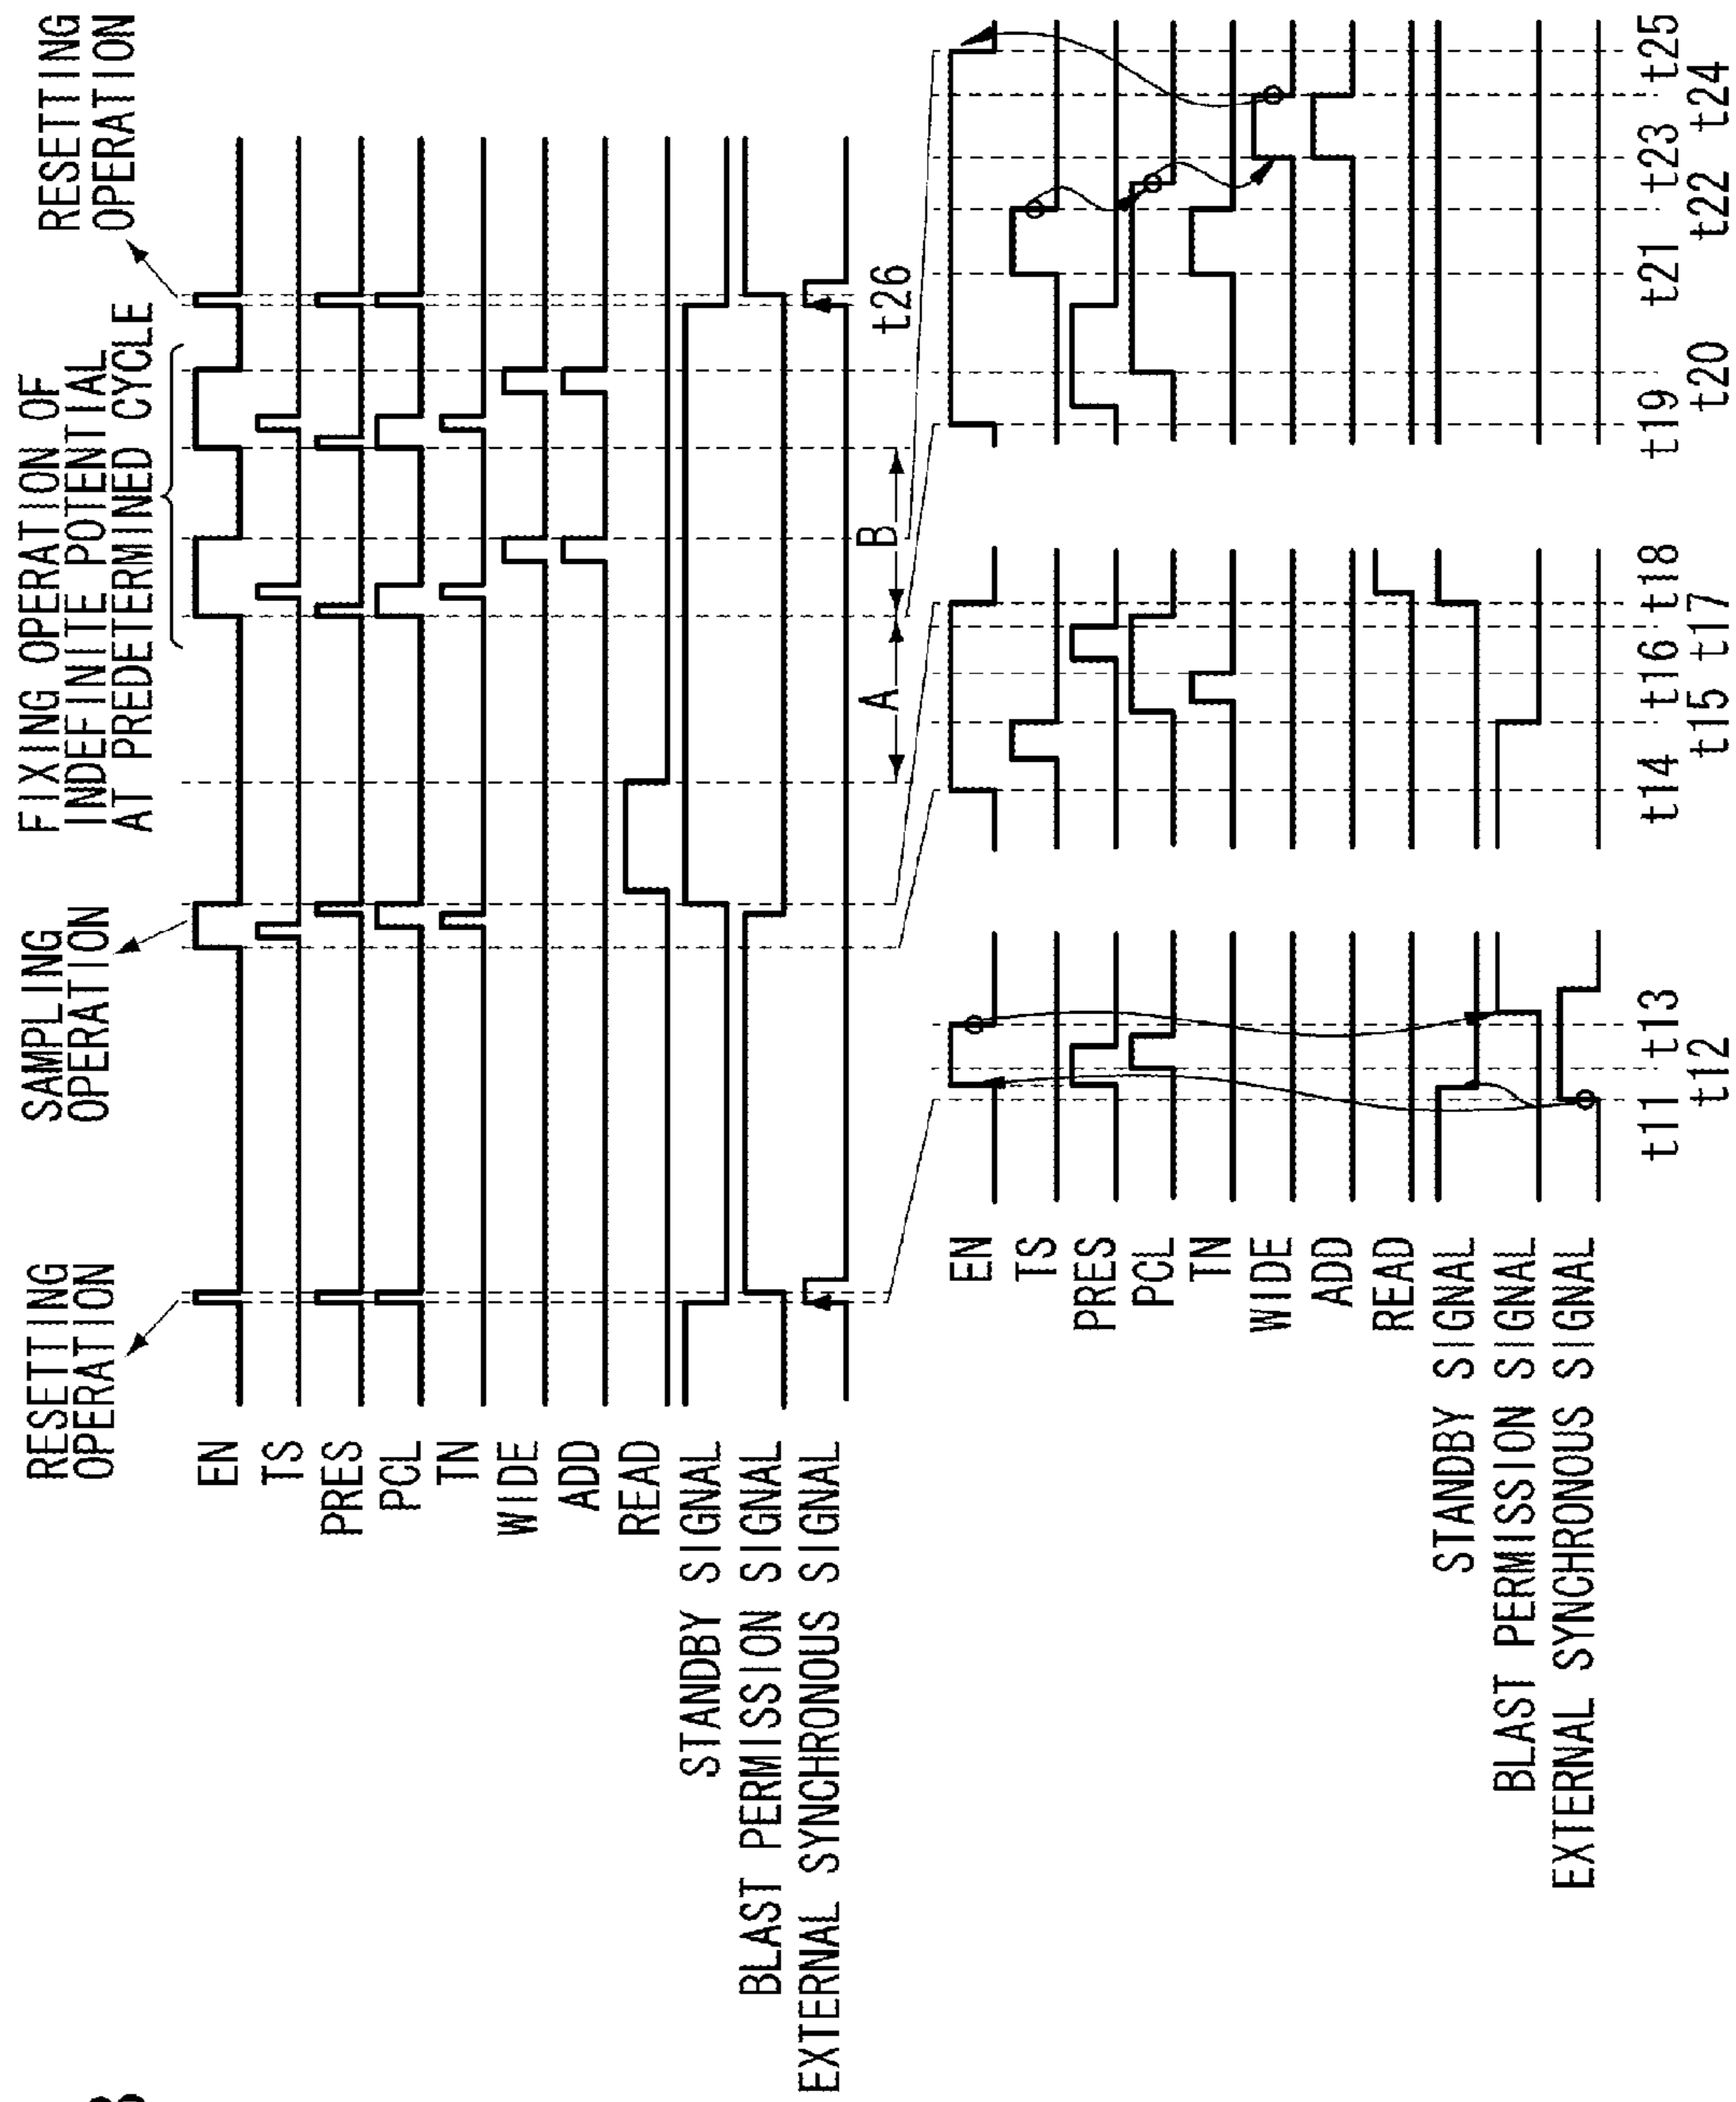 RESETTING
OPERATION
SAMPLING
OPERATION
FIXING OPERATION OF
INDEFINITE POTENTIAL
AT PREDETERMINED CYCLE
RESETTING
OPERATION
EN
TS
PRES
PCL
TN
WIDE
ADD
READ
STANDBY SIGNAL
BLAST PERMISSION SIGNAL
EXTERNAL SYNCHRONOUS SIGNAL
A
B
t26
EN
TS
PRES
PCL
TN
WIDE
ADD
READ
STANDBY SIGNAL
BLAST PERMISSION SIGNAL
EXTERNAL SYNCHRONOUS SIGNAL
t11 t13 t14 t16 t18 t19 t21 t23 t25
t12 t15 t17 t20 t22 t24